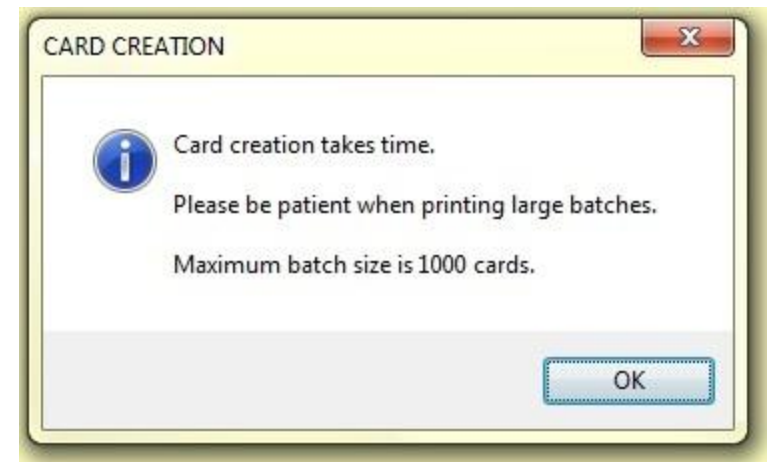 CARD CREATION
Card creation takes time.
Please be patient when printing large batches.
Maximum batch size is 1000 cards.
OK